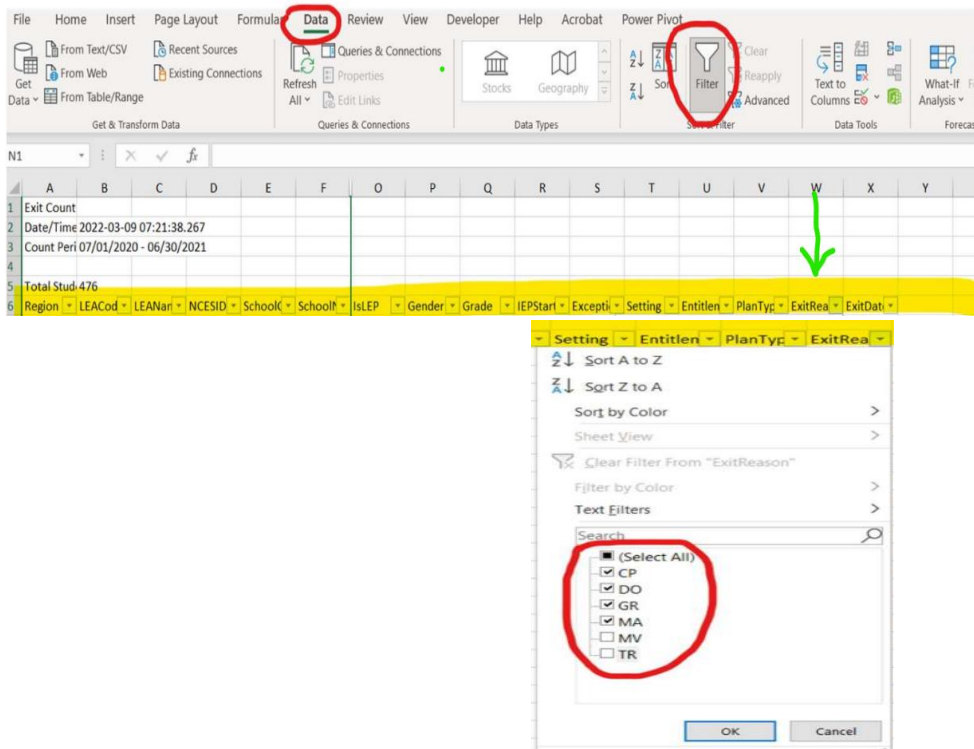 File Home Insert Page Layout Formulas Data Review View Developer Help Acrobat Power Pivot
Get Data
From Text/CSV
From Web
From Table/Range
Recent Sources
Existing Connections
Get & Transform Data
Refresh All
Queries & Connections
Properties
Edit Links
Queries & Connections
Stocks Geography
Data Types
Sort
Filter
Clear
Reapply
Advanced
Sort & Filter
Text to Columns
Data Tools
What-If Analysis
Forecas
N1 fx
A B C D E F O P Q R S T U V W X Y
1 Exit Count
2 Date/Time 2022-03-09 07:21:38.267
3 Count Peri 07/01/2020 - 06/30/2021
4
5 Total Stud 476
6 Region LEACod LEANar NCESID SchoolC SchoolN IsLEP Gender Grade IEPStart Excepti Setting Entitlen PlanTyp ExitRea ExitDat
Setting Entitlen PlanTyp ExitRea
Sort A to Z
Sort Z to A
Sort by Color
Sheet View
Clear Filter From "ExitReason"
Filter by Color
Text Filters
Search
(Select All)
CP
DO
GR
MA
MV
TR
OK Cancel